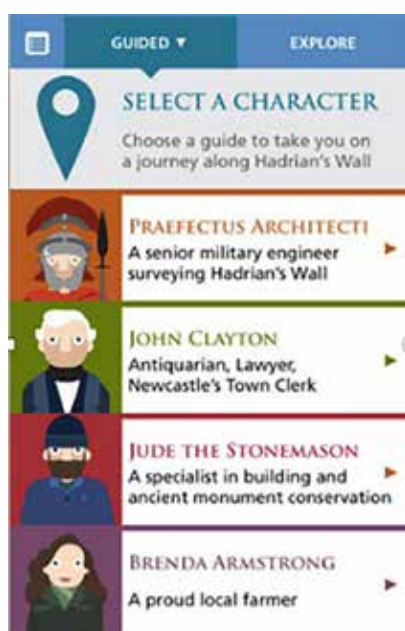 GUIDED ▼
EXPLORE
SELECT A CHARACTER
Choose a guide to take you on
a journey along Hadrian's Wall
PRAEFECTUS ARCHITECTI
A senior military engineer
surveying Hadrian's Wall
JOHN CLAYTON
Antiquarian, Lawyer,
Newcastle's Town Clerk
JUDE THE STONEMASON
A specialist in building and
ancient monument conservation
BRENDA ARMSTRONG
A proud local farmer